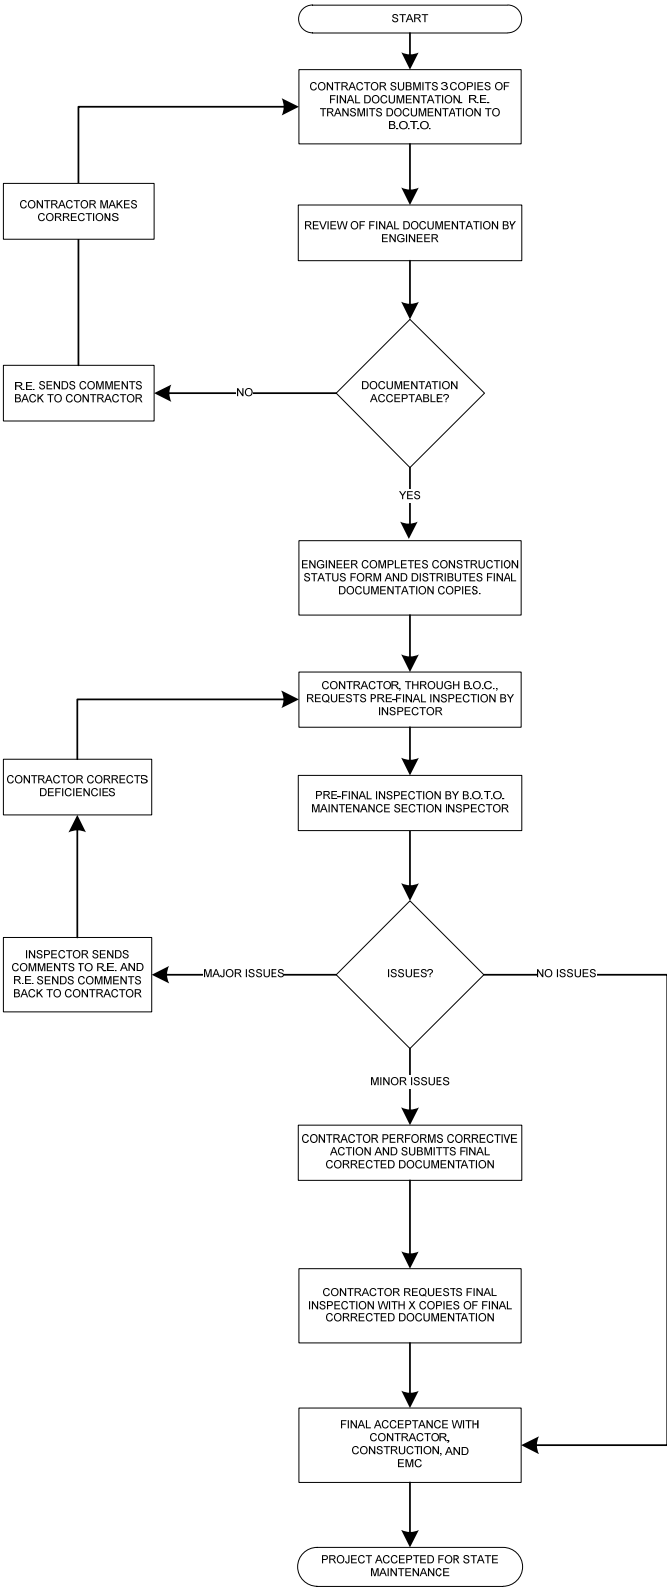 START
CONTRACTOR SUBMITS 3 COPIES OF
FINAL DOCUMENTATION. R.E.
TRANSMITS DOCUMENTATION TO
B.O.T.O.
CONTRACTOR MAKES
CORRECTIONS
REVIEW OF FINAL DOCUMENTATION BY
ENGINEER
R.E. SENDS COMMENTS
BACK TO CONTRACTOR
NO
DOCUMENTATION
ACCEPTABLE?
YES
ENGINEER COMPLETES CONSTRUCTION
STATUS FORM AND DISTRIBUTES FINAL
DOCUMENTATION COPIES.
CONTRACTOR, THROUGH B.O.C.,
REQUESTS PRE-FINAL INSPECTION BY
INSPECTOR
CONTRACTOR CORRECTS
DEFICIENCIES
PRE-FINAL INSPECTION BY B.O.T.O.
MAINTENANCE SECTION INSPECTOR
INSPECTOR SENDS
COMMENTS TO R.E. AND
R.E. SENDS COMMENTS
BACK TO CONTRACTOR
MAJOR ISSUES
ISSUES?
NO ISSUES
MINOR ISSUES
CONTRACTOR PERFORMS CORRECTIVE
ACTION AND SUBMITTS FINAL
CORRECTED DOCUMENTATION
CONTRACTOR REQUESTS FINAL
INSPECTION WITH X COPIES OF FINAL
CORRECTED DOCUMENTATION
FINAL ACCEPTANCE WITH
CONTRACTOR,
CONSTRUCTION, AND
EMC
PROJECT ACCEPTED FOR STATE
MAINTENANCE